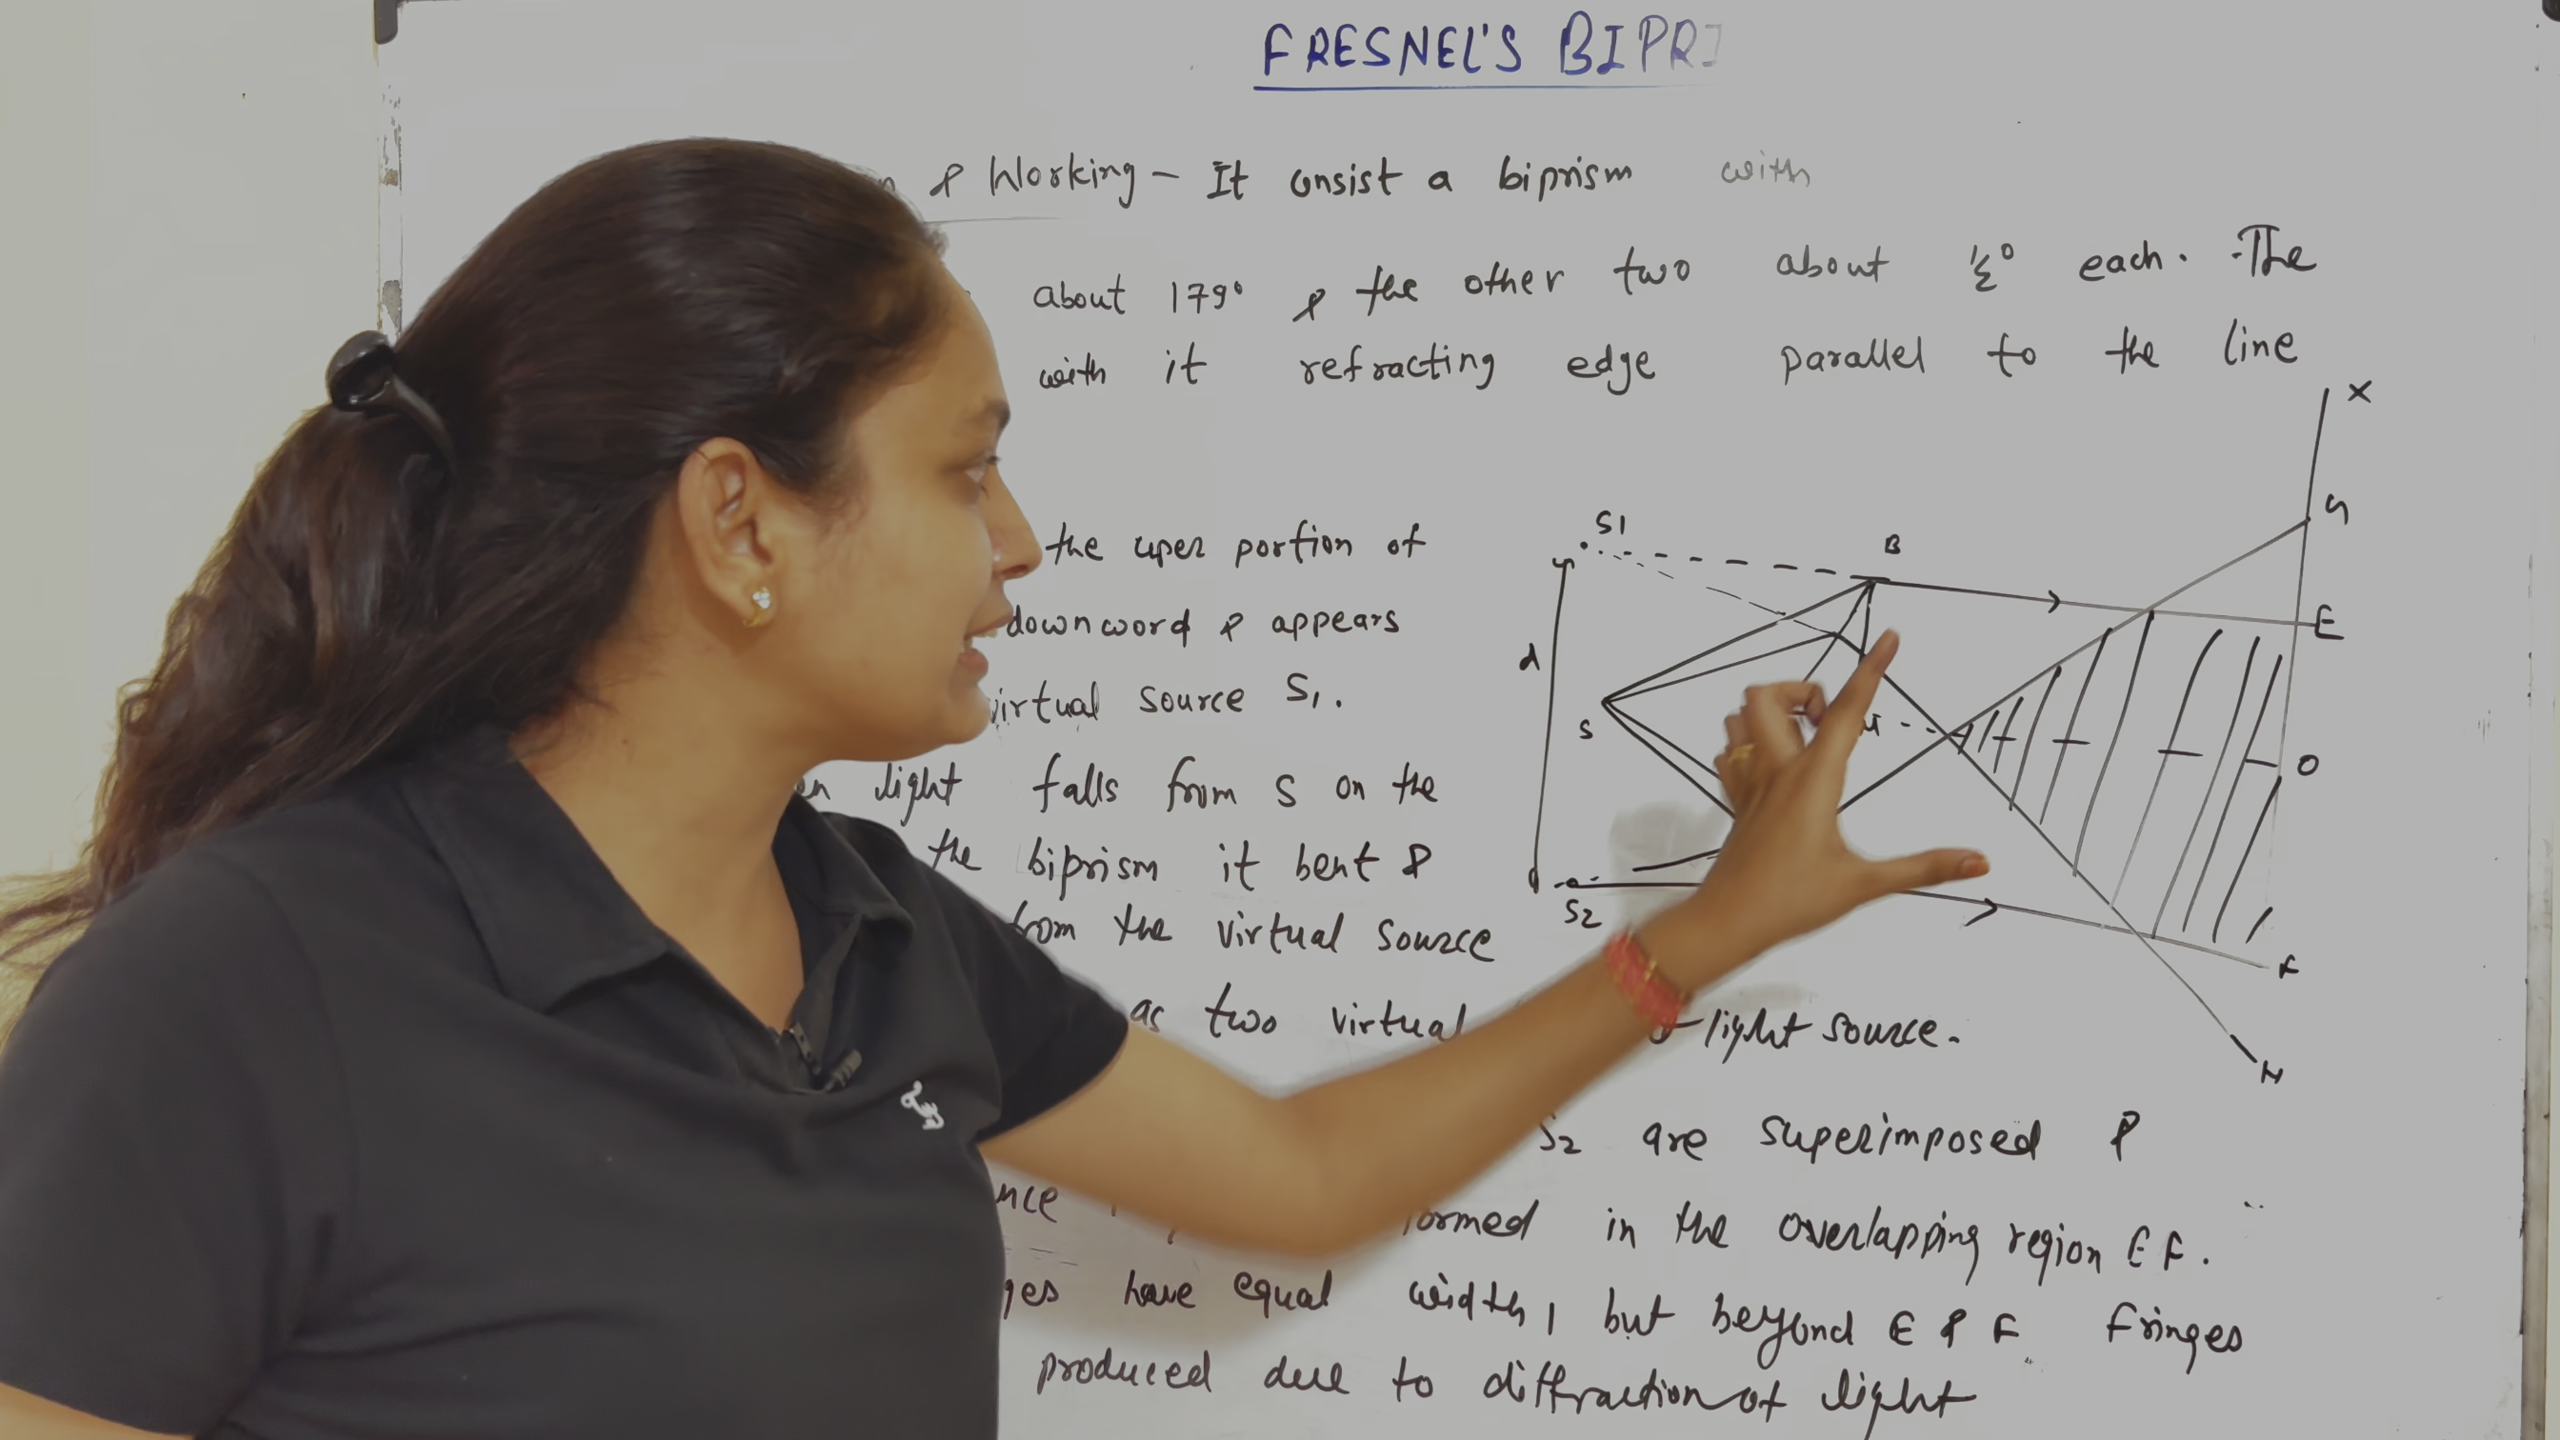 FRESNEL'S BIPRI
& Working - It consist a biprism with
about 179° & the other two about ½° each. The
with it refracting edge parallel to the line
X
the uper portion of
S1
B
G
downword & appears
E
d
virtual source S1.
S
M
O
light falls from S on the
the biprism it bent &
S2
from the virtual source
F
as two virtual light source.
H
S2 are superimposed &
in the overlapping region EF.
have equal width, but beyond E & F fringes
produced due to diffraction of light